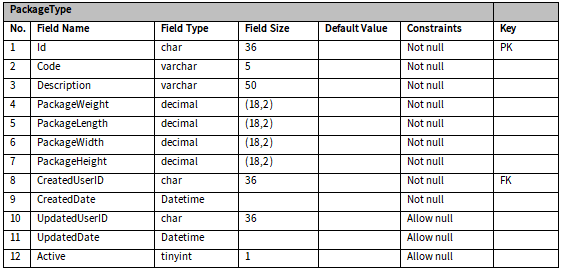 PackageType
No. Field Name Field Type Field Size Default Value Constraints Key
1 Id char 36 Not null PK
2 Code varchar 5 Not null
3 Description varchar 50 Not null
4 PackageWeight decimal (18,2) Not null
5 PackageLength decimal (18,2) Not null
6 PackageWidth decimal (18,2) Not null
7 PackageHeight decimal (18,2) Not null
8 CreatedUserID char 36 Not null FK
9 CreatedDate Datetime Not null
10 UpdatedUserID char 36 Allow null
11 UpdatedDate Datetime Allow null
12 Active tinyint 1 Allow null